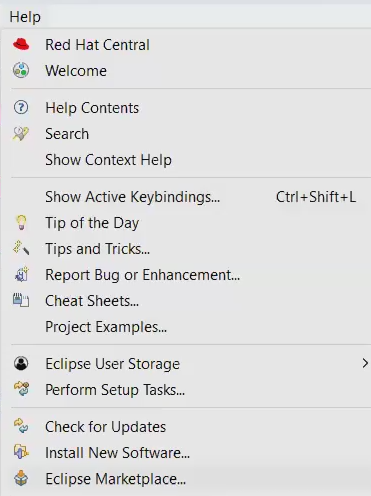 Help
Red Hat Central
Welcome
Help Contents
Search
Show Context Help
Show Active Keybindings... Ctrl+Shift+L
Tip of the Day
Tips and Tricks...
Report Bug or Enhancement...
Cheat Sheets...
Project Examples...
Eclipse User Storage
Perform Setup Tasks...
Check for Updates
Install New Software...
Eclipse Marketplace...